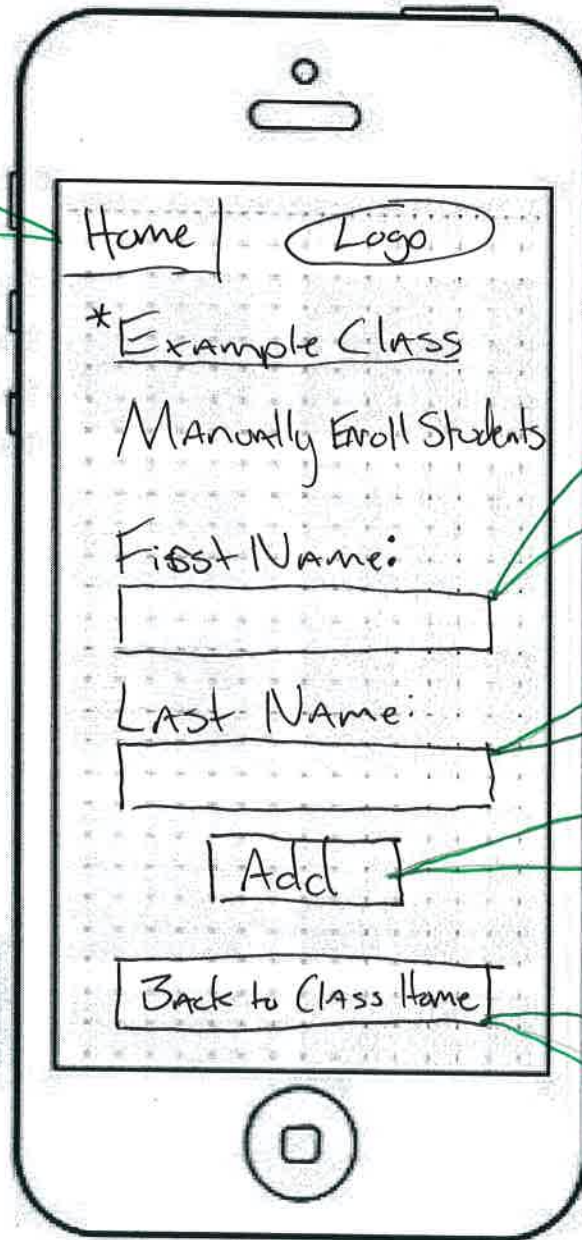 Home Logo
*Example Class
Manually Enroll Students
First Name:
Last Name:
Add
Back to Class Home